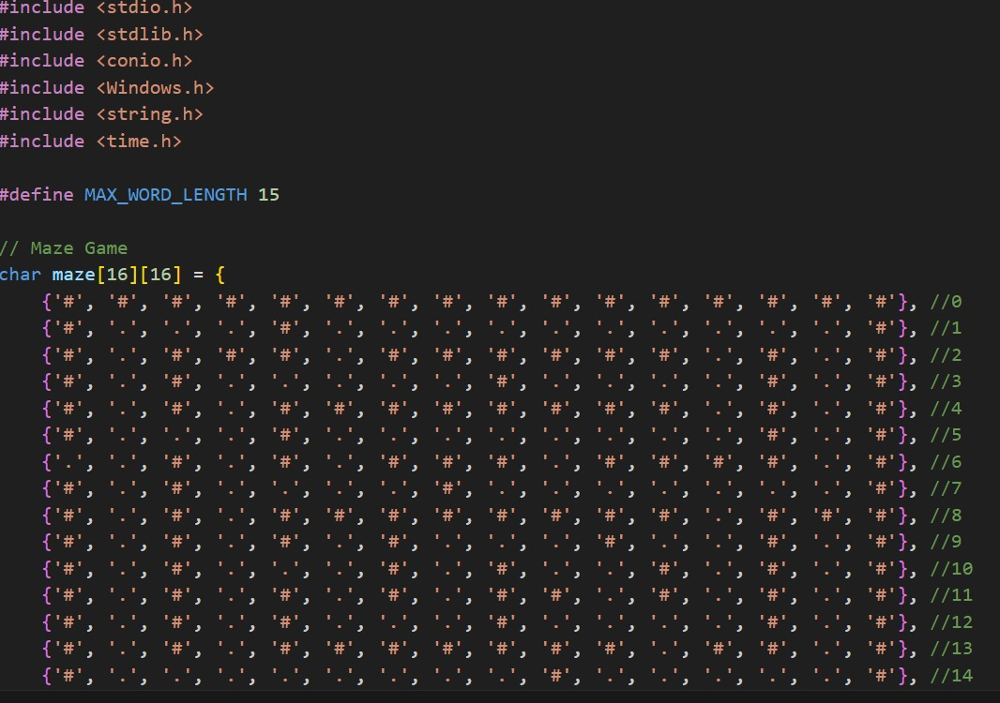 #include <stdio.h>
#include <stdlib.h>
#include <conio.h>
#include <Windows.h>
#include <string.h>
#include <time.h>
#define MAX_WORD_LENGTH 15
// Maze Game
char maze[16][16] = {
{'#', '#', '#', '#', '#', '#', '#', '#', '#', '#', '#', '#', '#', '#', '#', '#'}, //0
{'#', '.', '.', '.', '#', '.', '.', '.', '.', '.', '.', '.', '.', '.', '.', '#'}, //1
{'#', '.', '#', '#', '#', '.', '#', '#', '#', '#', '#', '#', '.', '#', '.', '#'}, //2
{'#', '.', '#', '.', '.', '.', '.', '.', '#', '.', '.', '.', '.', '#', '.', '#'}, //3
{'#', '.', '#', '.', '#', '#', '#', '#', '#', '#', '#', '#', '.', '#', '.', '#'}, //4
{'#', '.', '.', '.', '#', '.', '.', '.', '.', '.', '.', '.', '.', '#', '.', '#'}, //5
{'.', '.', '#', '.', '#', '.', '#', '#', '#', '.', '#', '#', '#', '#', '.', '#'}, //6
{'#', '.', '#', '.', '.', '.', '.', '#', '.', '.', '.', '.', '.', '.', '.', '#'}, //7
{'#', '.', '#', '.', '#', '#', '#', '#', '#', '#', '#', '#', '.', '#', '#', '#'}, //8
{'#', '.', '#', '.', '#', '.', '#', '.', '.', '.', '#', '.', '.', '#', '.', '#'}, //9
{'#', '.', '#', '.', '.', '.', '#', '.', '#', '.', '.', '#', '.', '#', '.', '#'}, //10
{'#', '.', '#', '.', '#', '.', '#', '.', '#', '#', '.', '#', '.', '#', '.', '#'}, //11
{'#', '.', '#', '.', '#', '.', '.', '.', '#', '.', '.', '.', '.', '#', '.', '#'}, //12
{'#', '.', '#', '.', '#', '#', '#', '#', '#', '#', '#', '.', '#', '#', '.', '#'}, //13
{'#', '.', '.', '.', '.', '.', '.', '.', '.', '#', '.', '.', '.', '.', '.', '#'}, //14